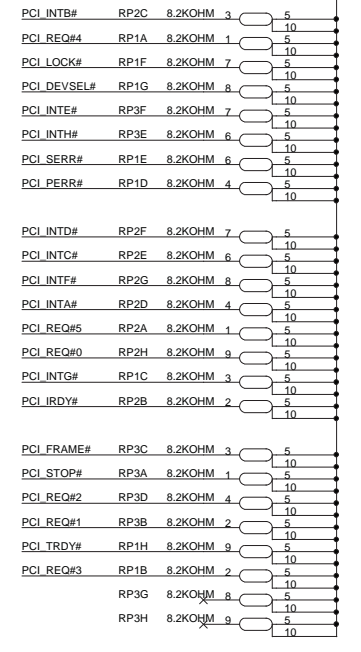 PCI_INTB# RP2C 8.2KOHM 3 5
10
PCI_REQ#4 RP1A 8.2KOHM 1 5
10
PCI_LOCK# RP1F 8.2KOHM 7 5
10
PCI_DEVSEL# RP1G 8.2KOHM 8 5
10
PCI_INTE# RP3F 8.2KOHM 7 5
10
PCI_INTH# RP3E 8.2KOHM 6 5
10
PCI_SERR# RP1E 8.2KOHM 6 5
10
PCI_PERR# RP1D 8.2KOHM 4 5
10
PCI_INTD# RP2F 8.2KOHM 7 5
10
PCI_INTC# RP2E 8.2KOHM 6 5
10
PCI_INTF# RP2G 8.2KOHM 8 5
10
PCI_INTA# RP2D 8.2KOHM 4 5
10
PCI_REQ#5 RP2A 8.2KOHM 1 5
10
PCI_REQ#0 RP2H 8.2KOHM 9 5
10
PCI_INTG# RP1C 8.2KOHM 3 5
10
PCI_IRDY# RP2B 8.2KOHM 2 5
10
PCI_FRAME# RP3C 8.2KOHM 3 5
10
PCI_STOP# RP3A 8.2KOHM 1 5
10
PCI_REQ#2 RP3D 8.2KOHM 4 5
10
PCI_REQ#1 RP3B 8.2KOHM 2 5
10
PCI_TRDY# RP1H 8.2KOHM 9 5
10
PCI_REQ#3 RP1B 8.2KOHM 2 5
10
RP3G 8.2KOHM 8 5
10
RP3H 8.2KOHM 9 5
10